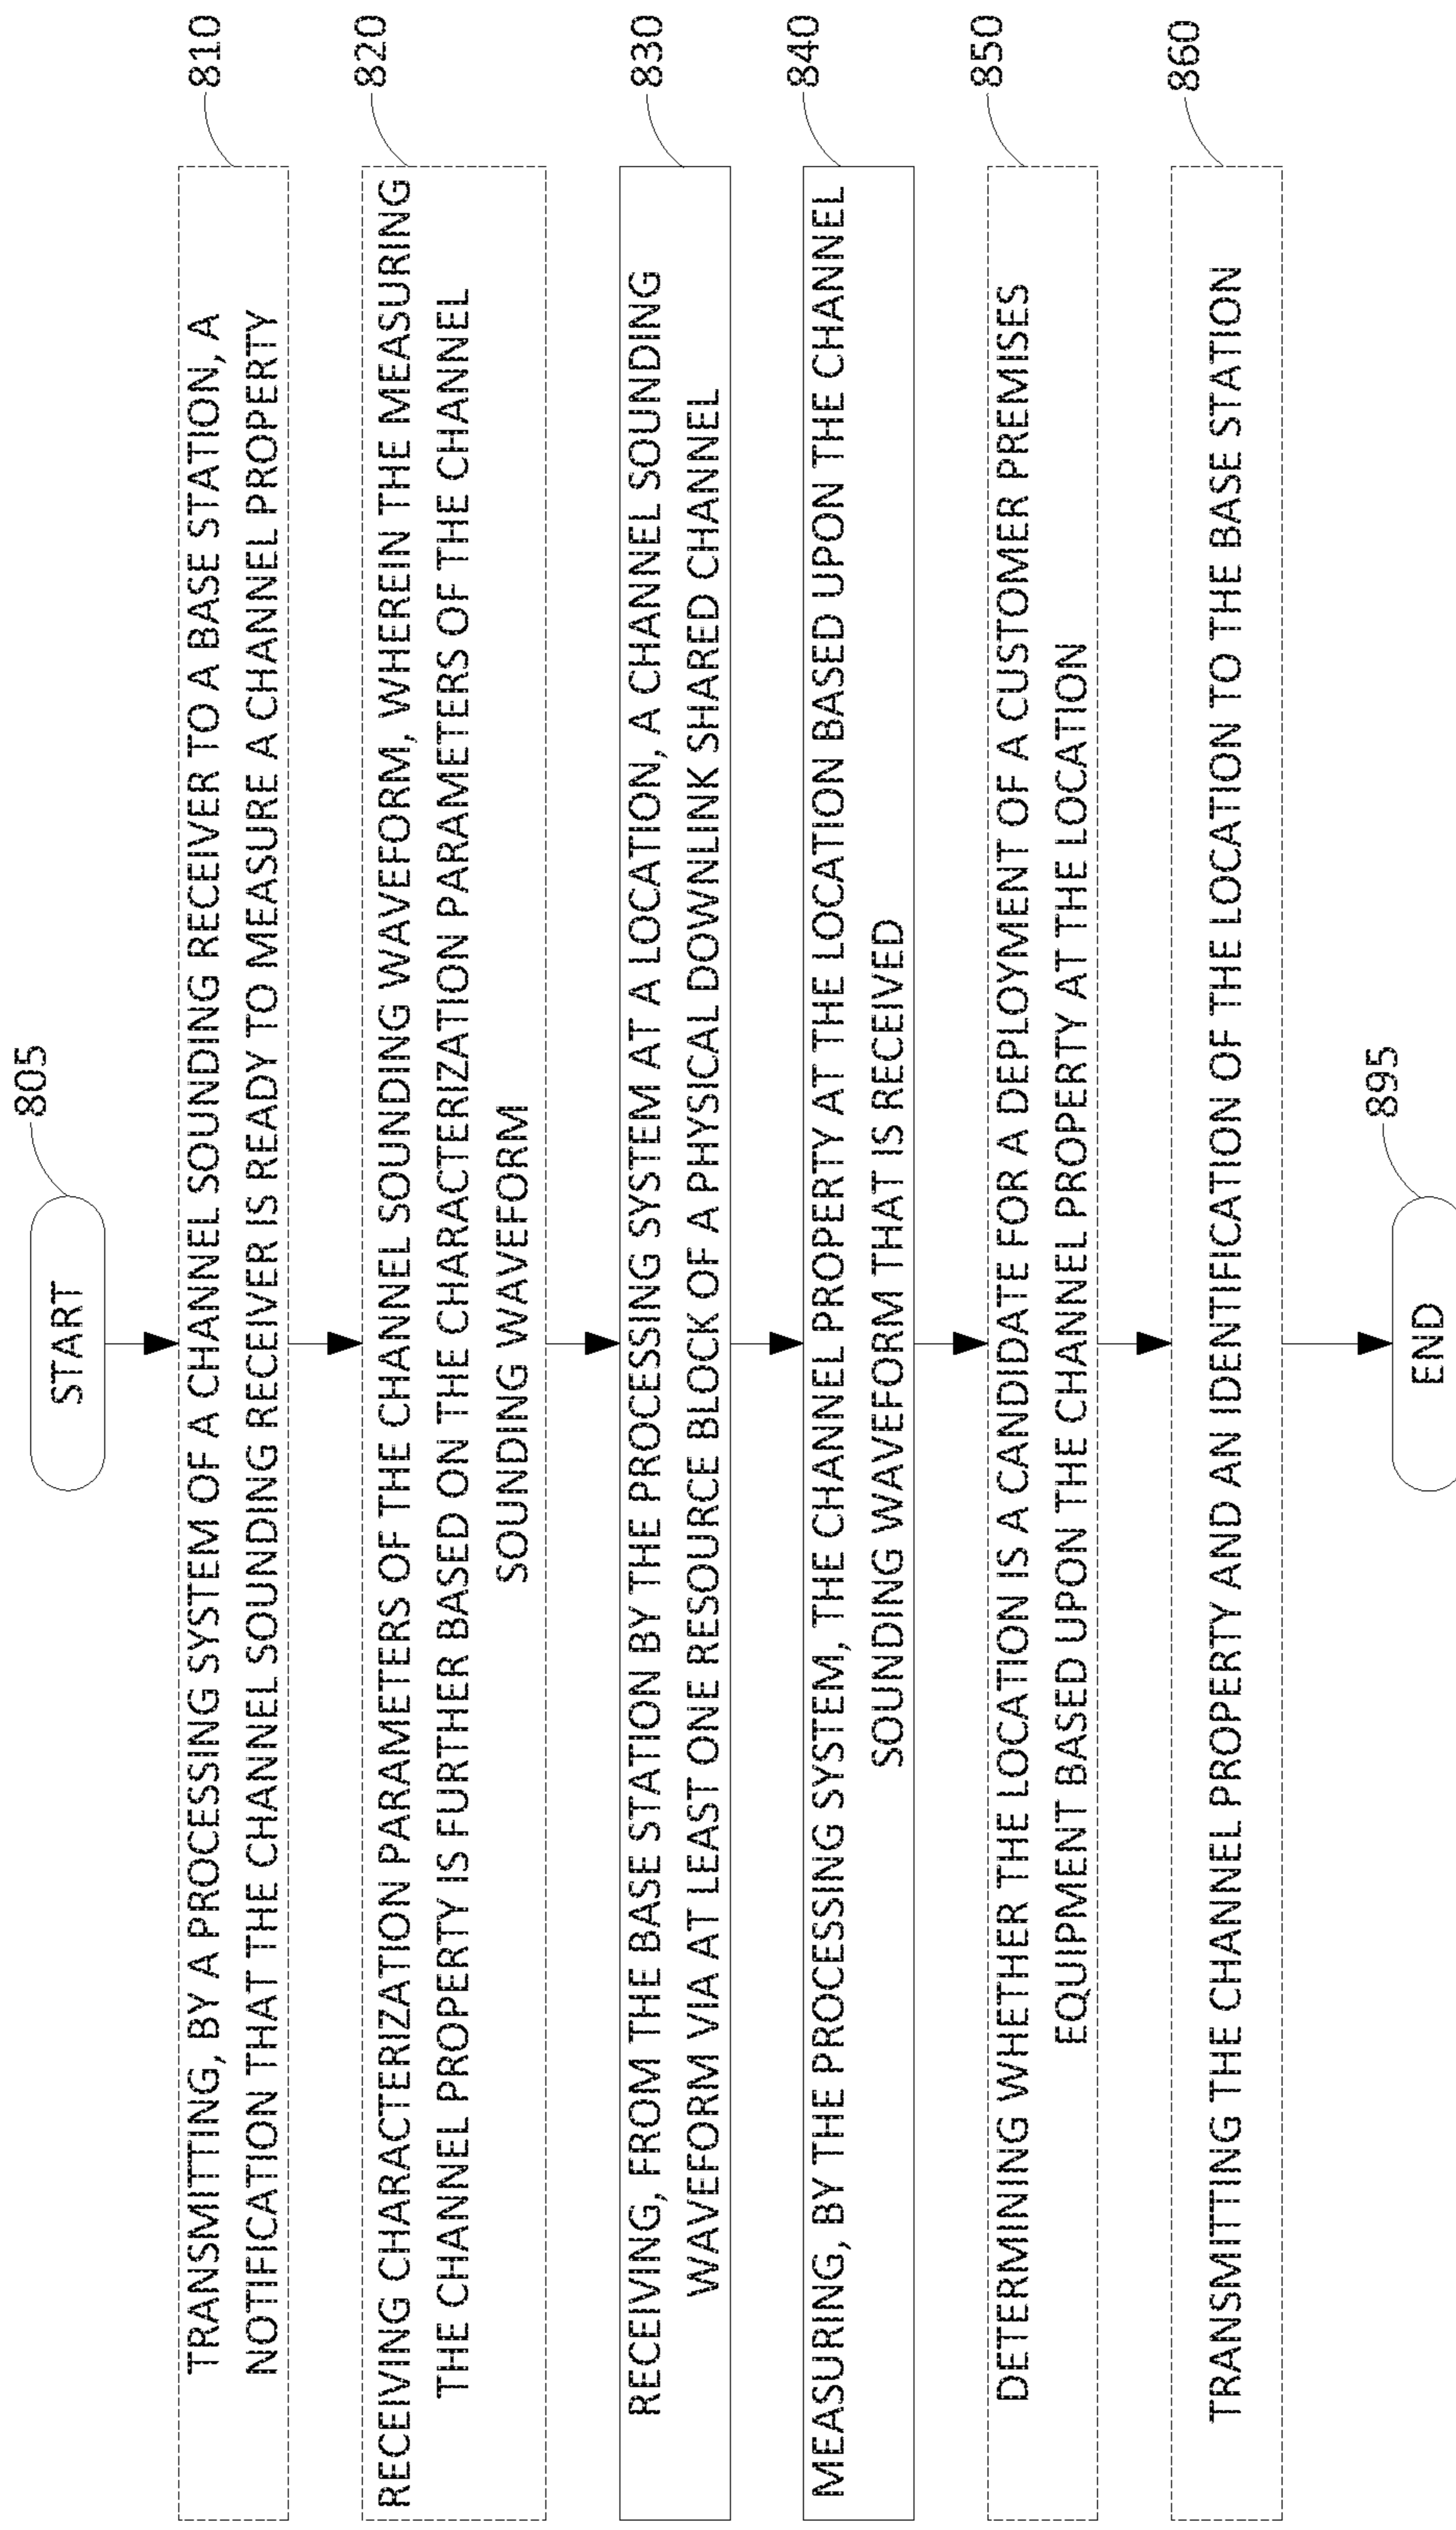 805
START
810
TRANSMITTING, BY A PROCESSING SYSTEM OF A CHANNEL SOUNDING RECEIVER TO A BASE STATION, A
NOTIFICATION THAT THE CHANNEL SOUNDING RECEIVER IS READY TO MEASURE A CHANNEL PROPERTY
820
RECEIVING CHARACTERIZATION PARAMETERS OF THE CHANNEL SOUNDING WAVEFORM, WHEREIN THE MEASURING
THE CHANNEL PROPERTY IS FURTHER BASED ON THE CHARACTERIZATION PARAMETERS OF THE CHANNEL
SOUNDING WAVEFORM
830
RECEIVING, FROM THE BASE STATION BY THE PROCESSING SYSTEM AT A LOCATION, A CHANNEL SOUNDING
WAVEFORM VIA AT LEAST ONE RESOURCE BLOCK OF A PHYSICAL DOWNLINK SHARED CHANNEL
840
MEASURING, BY THE PROCESSING SYSTEM, THE CHANNEL PROPERTY AT THE LOCATION BASED UPON THE CHANNEL
SOUNDING WAVEFORM THAT IS RECEIVED
850
DETERMINING WHETHER THE LOCATION IS A CANDIDATE FOR A DEPLOYMENT OF A CUSTOMER PREMISES
EQUIPMENT BASED UPON THE CHANNEL PROPERTY AT THE LOCATION
860
TRANSMITTING THE CHANNEL PROPERTY AND AN IDENTIFICATION OF THE LOCATION TO THE BASE STATION
895
END